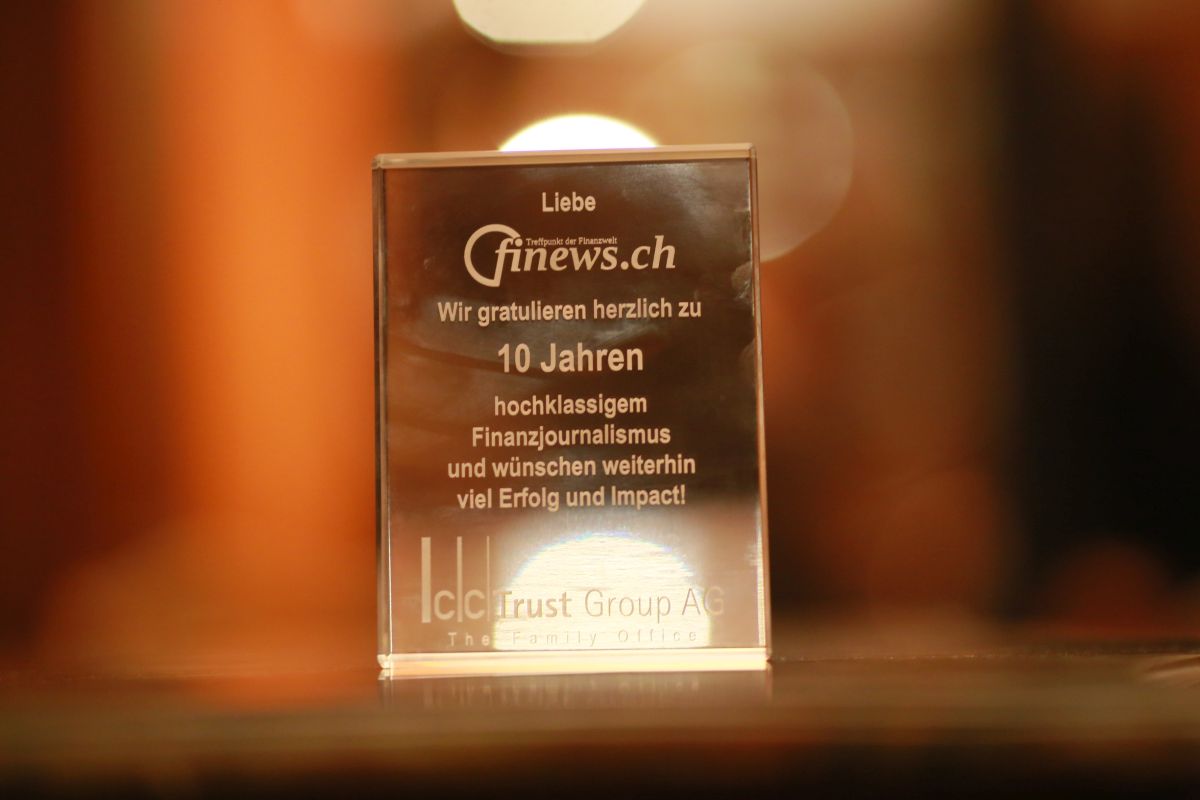 Liebe
Treffpunkt der Finanzwelt
finews.ch
Wir gratulieren herzlich zu
10 Jahren
hochklassigem
Finanzjournalismus
und wünschen weiterhin
viel Erfolg und Impact!
Trust Group AG
The Family Office